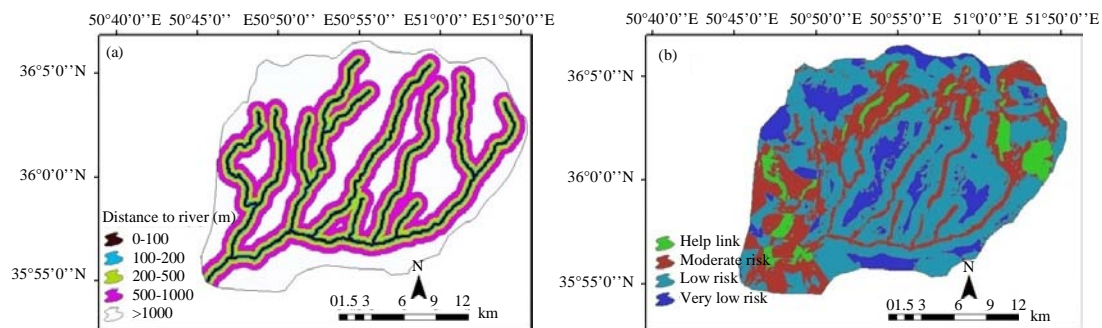 50°40'0''E 50°45'0''E50°50'0''E 50°55'0''E51°0'0''E51°50'0''E
(a)
36°5'0''N
36°0'0''N
35°55'0''N
Distance to river (m)
0-100
100-200
200-500
500-1000
>1000
N
01.5 3 6 9 12
km
50°40'0''E 50°45'0''E 50°50'0''E 50°55'0''E 51°0'0''E 51°50'0''E
(b)
36°5'0''N
36°0'0''N
35°55'0''N
Help link
Moderate risk
Low risk
Very low risk
N
01.5 3 6 9 12
km